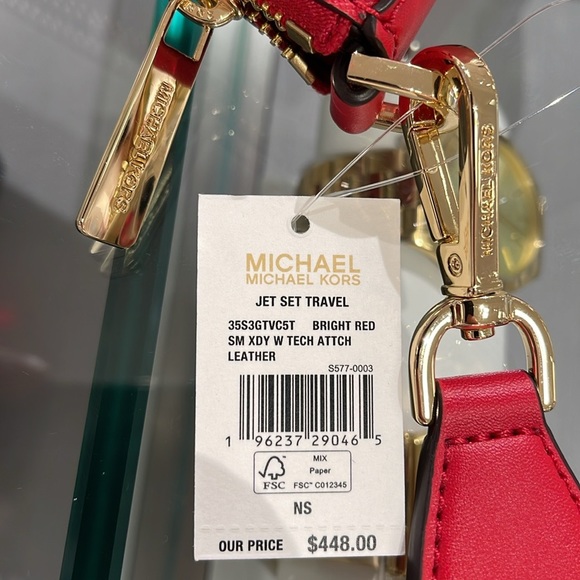 MICHAEL KORS
MICHAEL KORS
MICHAEL
MICHAEL KORS
JET SET TRAVEL
35S3GTVC5T BRIGHT RED
SM XDY W TECH ATTCH
LEATHER
S577-0003
1 96237 29046 5
FSC
MIX
Paper
FSC™ C012345
NS
OUR PRICE $448.00